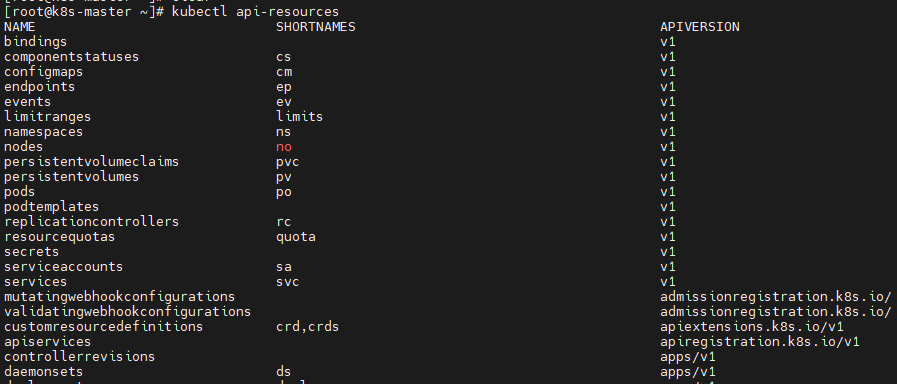 [root@k8s-master ~]# kubectl api-resources
NAME SHORTNAMES APIVERSION
bindings v1
componentstatuses cs v1
configmaps cm v1
endpoints ep v1
events ev v1
limitranges limits v1
namespaces ns v1
nodes no v1
persistentvolumeclaims pvc v1
persistentvolumes pv v1
pods po v1
podtemplates v1
replicationcontrollers rc v1
resourcequotas quota v1
secrets v1
serviceaccounts sa v1
services svc v1
mutatingwebhookconfigurations admissionregistration.k8s.io/
validatingwebhookconfigurations admissionregistration.k8s.io/
customresourcedefinitions crd,crds apiextensions.k8s.io/v1
apiservices apiregistration.k8s.io/v1
controllerrevisions apps/v1
daemonsets ds apps/v1